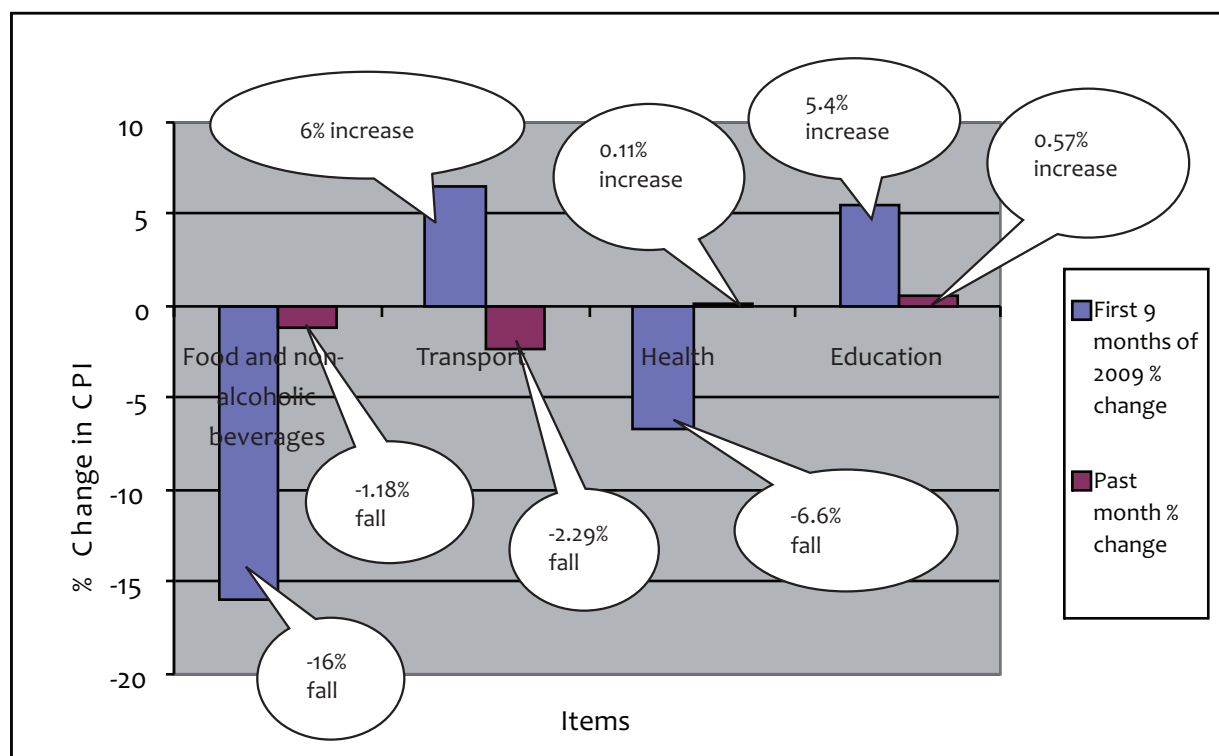 6% increase
0.11%
increase
5.4%
increase
0.57%
increase
10
5
0
-5
-10
-15
-20
% Change in CPI
Food and non-
alcoholic
beverages
Transport
Health
Education
-1.18%
fall
-2.29%
fall
-6.6%
fall
-16%
fall
Items
First 9
months of
2009 %
change
Past
month %
change